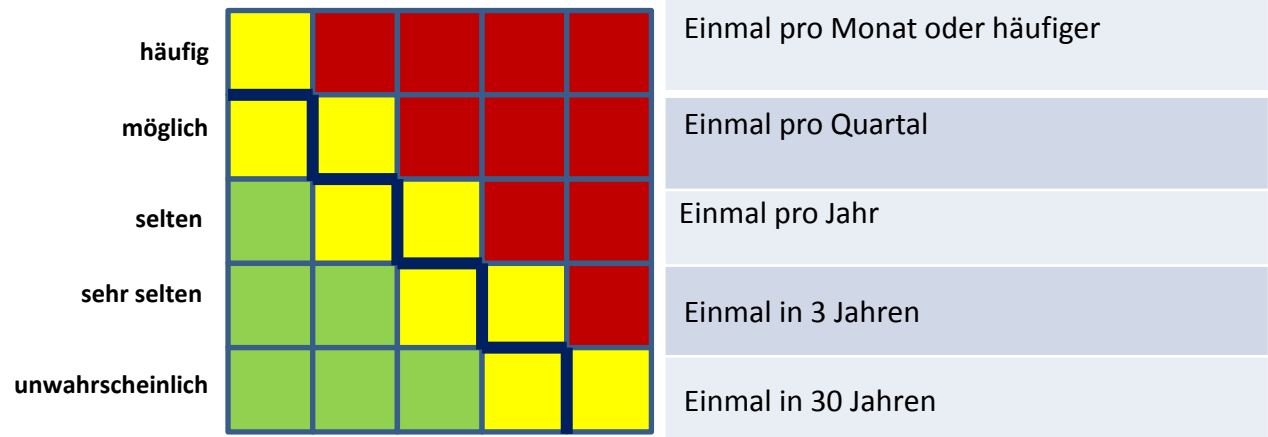 häufig
Einmal pro Monat oder häufiger
möglich
Einmal pro Quartal
selten
Einmal pro Jahr
sehr selten
Einmal in 3 Jahren
unwahrscheinlich
Einmal in 30 Jahren